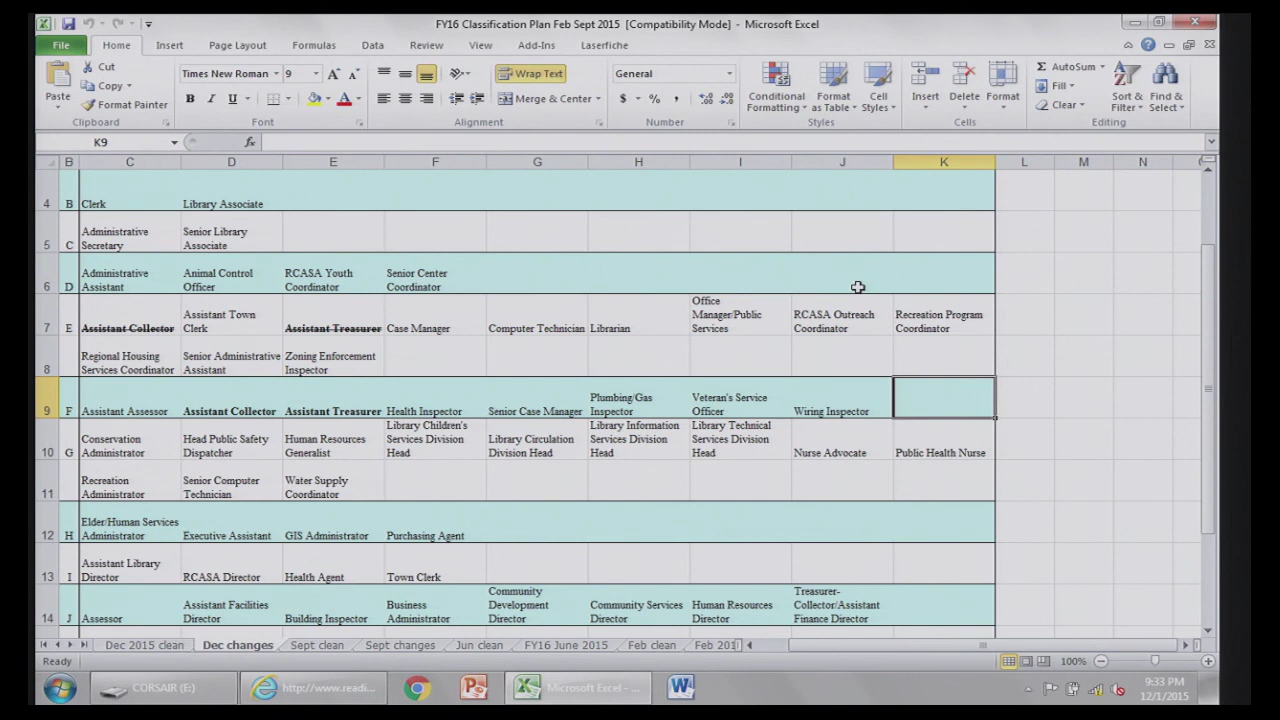 FY16 Classification Plan Feb Sept 2015 [Compatibility Mode] - Microsoft Excel
File Home Insert Page Layout Formulas Data Review View Add-Ins Laserfiche
Paste Cut Copy Format Painter
Clipboard
Times New Roman 9
B I U
Font
Wrap Text
Merge & Center
Alignment
General
$ % ,
Number
Conditional Formatting Format as Table Cell Styles
Styles
Insert Delete Format
Cells
Σ AutoSum Fill Clear Sort & Filter Find & Select
Editing
K9 fx
B C D E F G H I J K L M N
4 B Clerk Library Associate
5 C Administrative Secretary Senior Library Associate
6 D Administrative Assistant Animal Control Officer RCASA Youth Coordinator Senior Center Coordinator
7 E Assistant Collector Assistant Town Clerk Assistant Treasurer Case Manager Computer Technician Librarian Office Manager/Public Services RCASA Outreach Coordinator Recreation Program Coordinator
8 Regional Housing Services Coordinator Senior Administrative Assistant Zoning Enforcement Inspector
9 F Assistant Assessor Assistant Collector Assistant Treasurer Health Inspector Senior Case Manager Plumbing/Gas Inspector Veteran's Service Officer Wiring Inspector
10 G Conservation Administrator Head Public Safety Dispatcher Human Resources Generalist Library Children's Services Division Head Library Circulation Division Head Library Information Services Division Head Library Technical Services Division Head Nurse Advocate Public Health Nurse
11 Recreation Administrator Senior Computer Technician Water Supply Coordinator
12 H Elder/Human Services Administrator Executive Assistant GIS Administrator Purchasing Agent
13 I Assistant Library Director RCASA Director Health Agent Town Clerk
14 J Assessor Assistant Facilities Director Building Inspector Business Administrator Community Development Director Community Services Director Human Resources Director Treasurer-Collector/Assistant Finance Director
Dec 2015 clean Dec changes Sept clean Sept changes Jun clean FY16 June 2015 Feb clean Feb 201
Ready 100%
CORSAIR (E:) http://www.readi... Microsoft Excel - ... 9:33 PM
12/1/2015